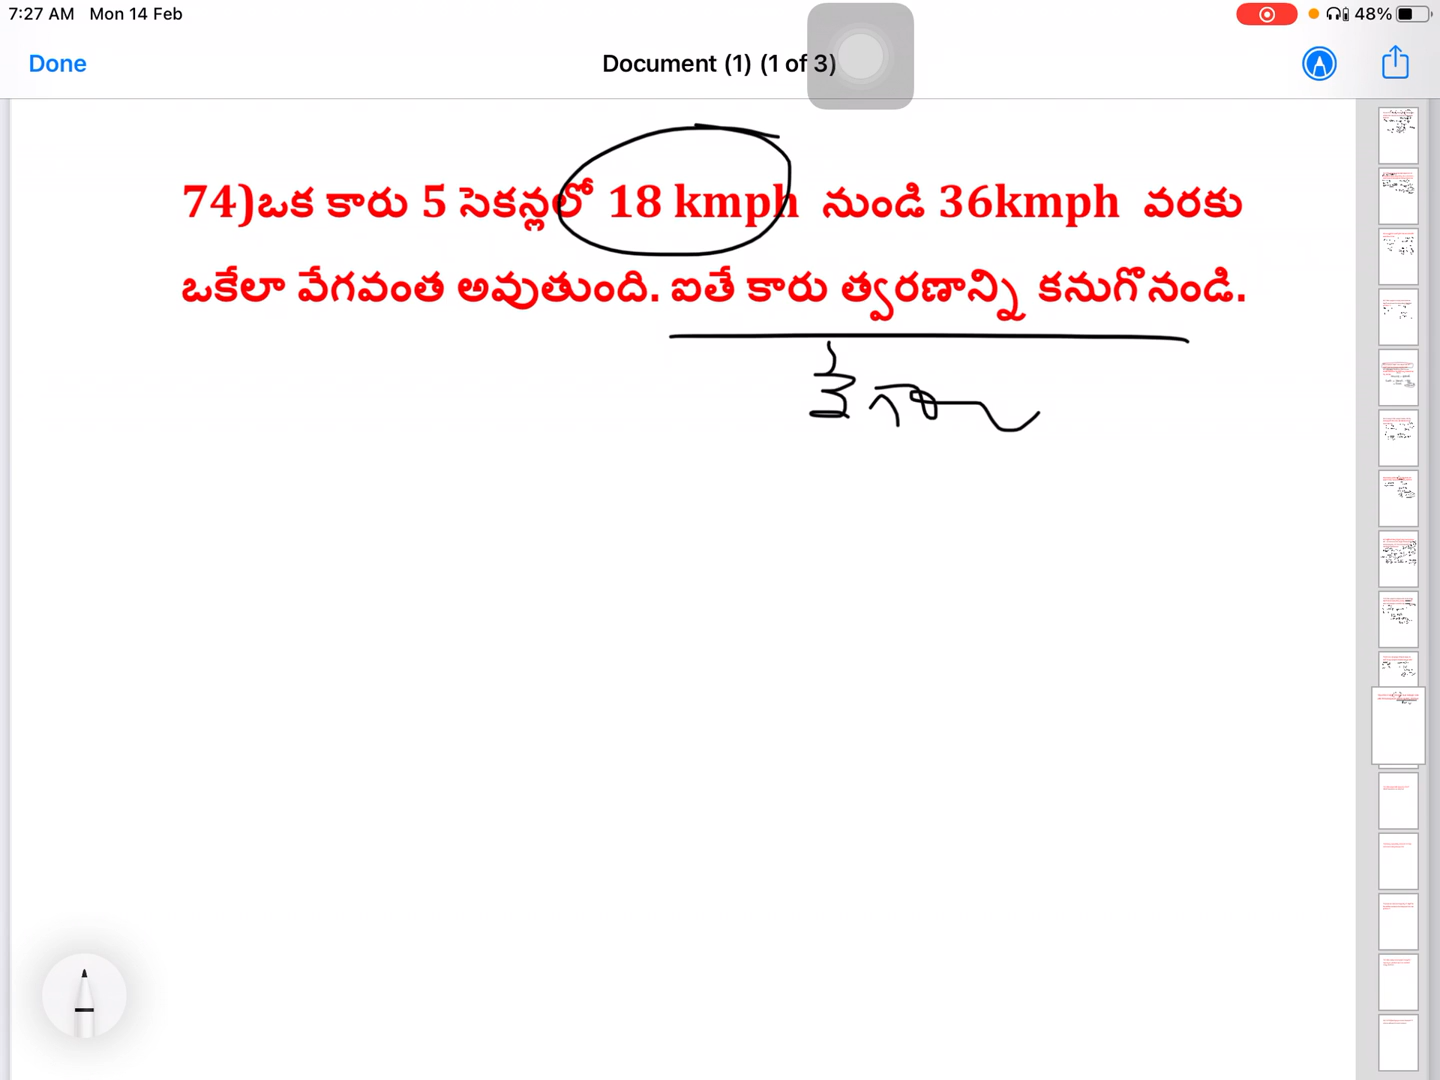 7:27 AM Mon 14 Feb
48%
Done
Document (1) (1 of 3)
74)ఒక కారు 5 సెకన్లలో 18 kmph నుండి 36kmph వరకు
ఒకేలా వేగవంత అవుతుంది. ఐతే కారు త్వరణాన్ని కనుగొనండి.